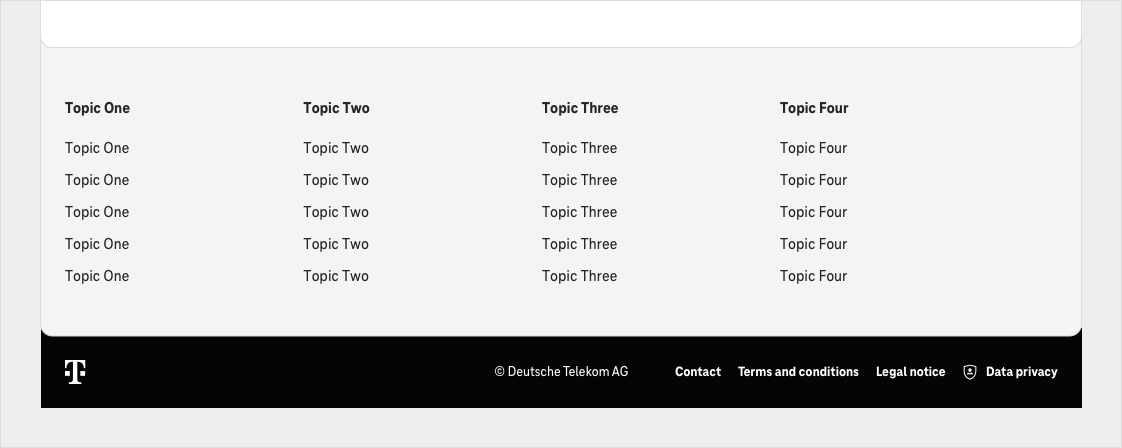 Topic One
Topic One
Topic One
Topic One
Topic One
Topic One
Topic Two
Topic Two
Topic Two
Topic Two
Topic Two
Topic Two
Topic Three
Topic Three
Topic Three
Topic Three
Topic Three
Topic Three
Topic Four
Topic Four
Topic Four
Topic Four
Topic Four
Topic Four
T
© Deutsche Telekom AG
Contact
Terms and conditions
Legal notice
Data privacy